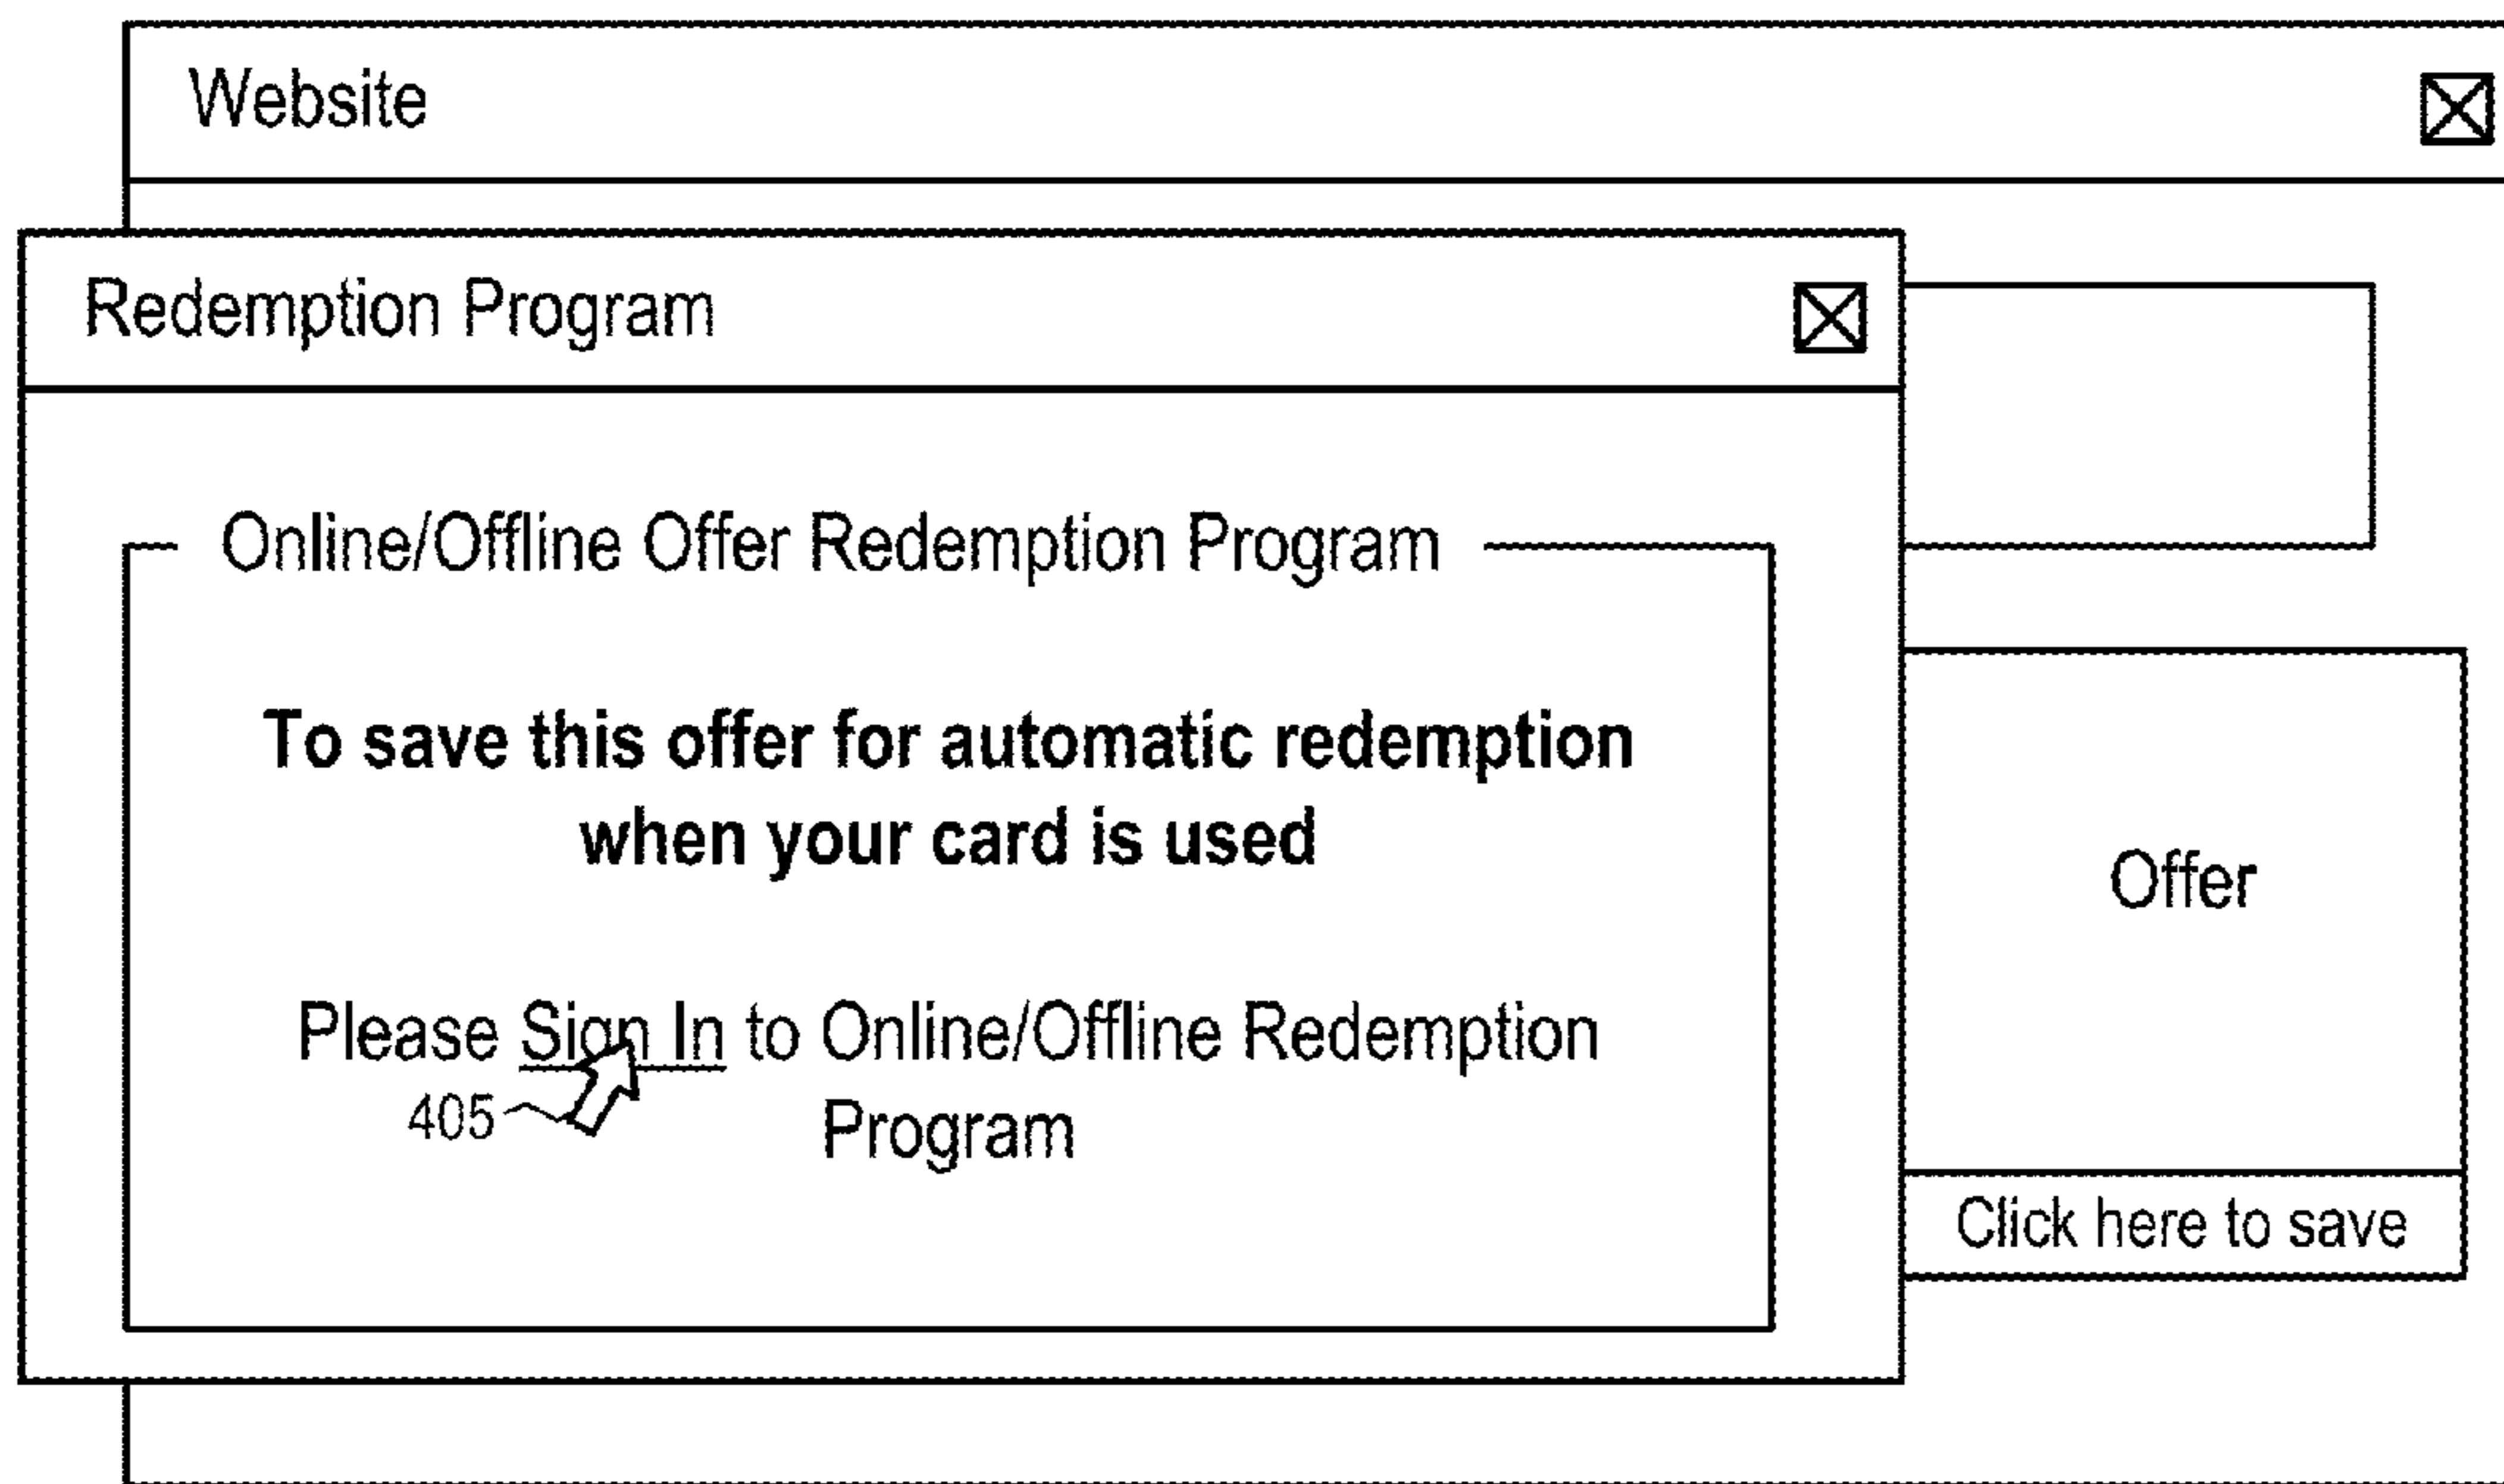 Website
Redemption Program
Online/Offline Offer Redemption Program
To save this offer for automatic redemption
when your card is used
Please Sign In to Online/Offline Redemption
405
Program
Offer
Click here to save